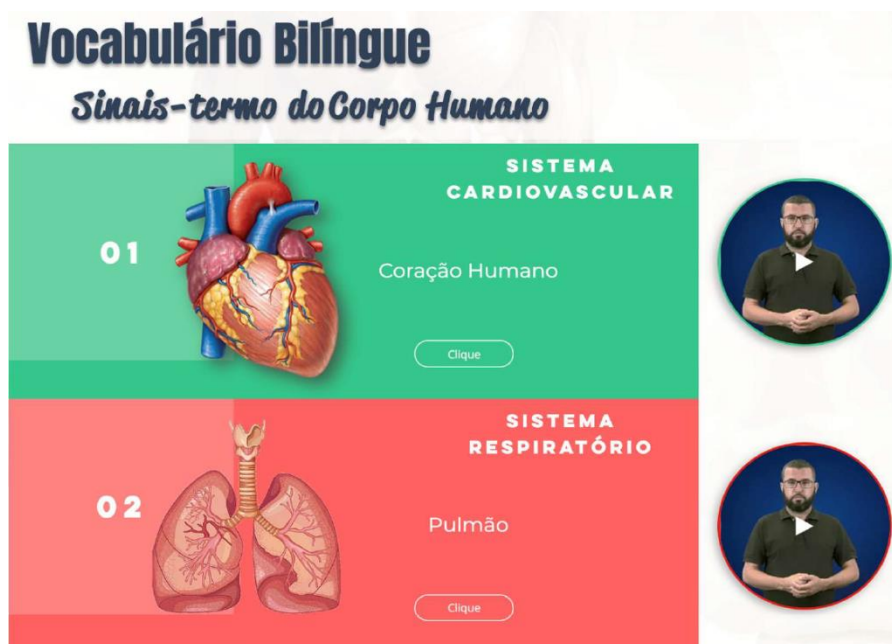 Vocabulário Bilíngue
Sinais-termo do Corpo Humano
SISTEMA
CARDIOVASCULAR
01
Coração Humano
Clique
SISTEMA
RESPIRATÓRIO
02
Pulmão
Clique